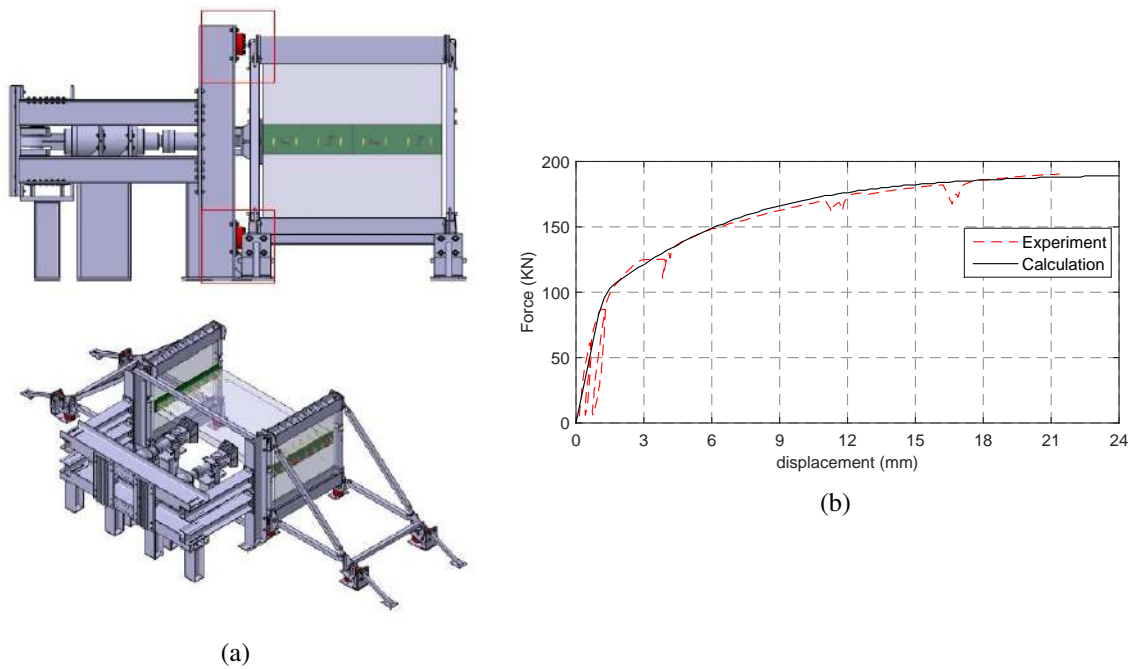 200
150
100
50
0
Force (KN)
Experiment
Calculation
0 3 6 9 12 15 18 21 24
displacement (mm)
(b)
(a)